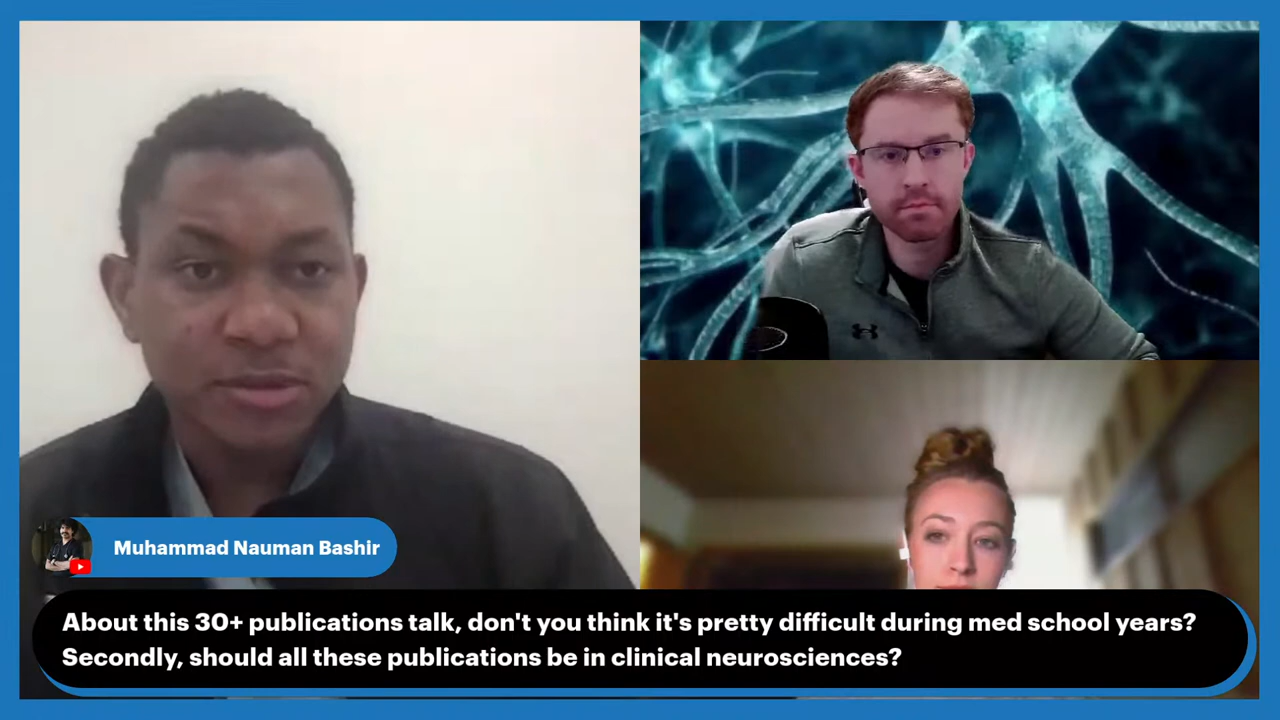 Muhammad Nauman Bashir
About this 30+ publications talk, don't you think it's pretty difficult during med school years?
Secondly, should all these publications be in clinical neurosciences?